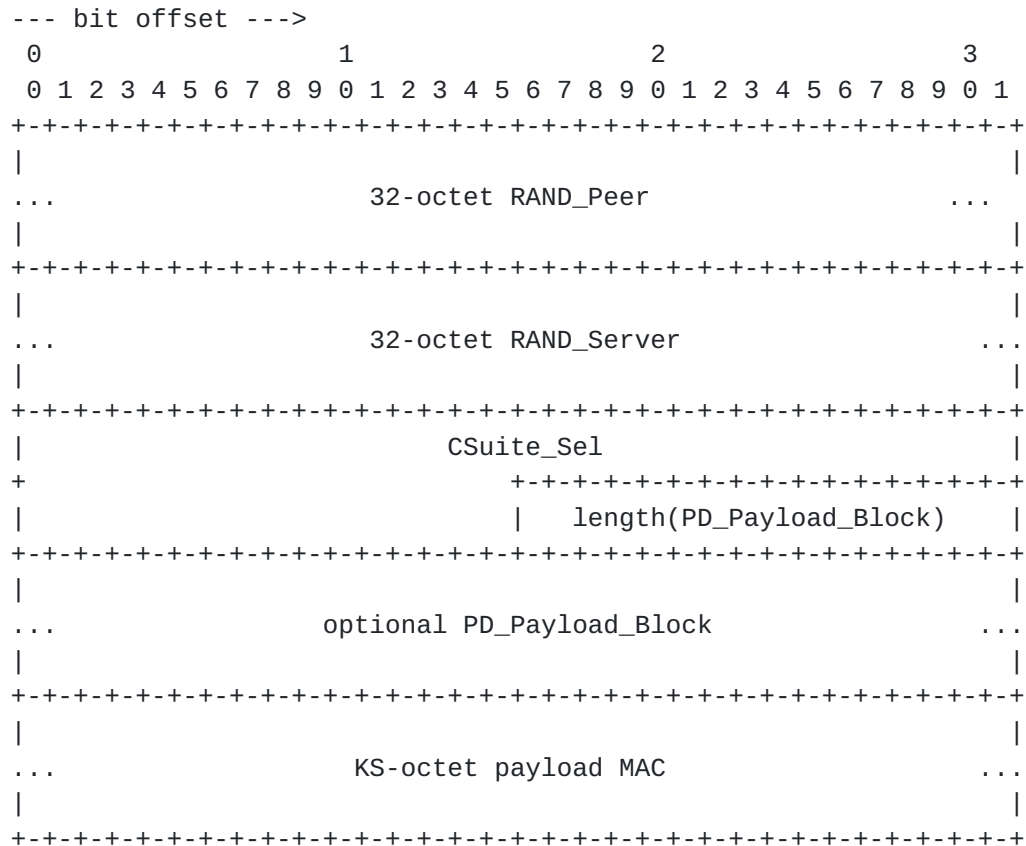 --- bit offset --->
 0                   1                   2                   3
 0 1 2 3 4 5 6 7 8 9 0 1 2 3 4 5 6 7 8 9 0 1 2 3 4 5 6 7 8 9 0 1
+-+-+-+-+-+-+-+-+-+-+-+-+-+-+-+-+-+-+-+-+-+-+-+-+-+-+-+-+-+-+-+-+
|                                                               |
...                    32-octet RAND_Peer                   ...
|                                                               |
+-+-+-+-+-+-+-+-+-+-+-+-+-+-+-+-+-+-+-+-+-+-+-+-+-+-+-+-+-+-+-+-+
|                                                               |
...                    32-octet RAND_Server                   ...
|                                                               |
+-+-+-+-+-+-+-+-+-+-+-+-+-+-+-+-+-+-+-+-+-+-+-+-+-+-+-+-+-+-+-+-+
|                           CSuite_Sel                          |
+                               +-+-+-+-+-+-+-+-+-+-+-+-+-+-+-+-+
|                               |   length(PD_Payload_Block)    |
+-+-+-+-+-+-+-+-+-+-+-+-+-+-+-+-+-+-+-+-+-+-+-+-+-+-+-+-+-+-+-+-+
|                                                               |
...                 optional PD_Payload_Block                 ...
|                                                               |
+-+-+-+-+-+-+-+-+-+-+-+-+-+-+-+-+-+-+-+-+-+-+-+-+-+-+-+-+-+-+-+-+
|                                                               |
...                   KS-octet payload MAC                    ...
|                                                               |
+-+-+-+-+-+-+-+-+-+-+-+-+-+-+-+-+-+-+-+-+-+-+-+-+-+-+-+-+-+-+-+-+